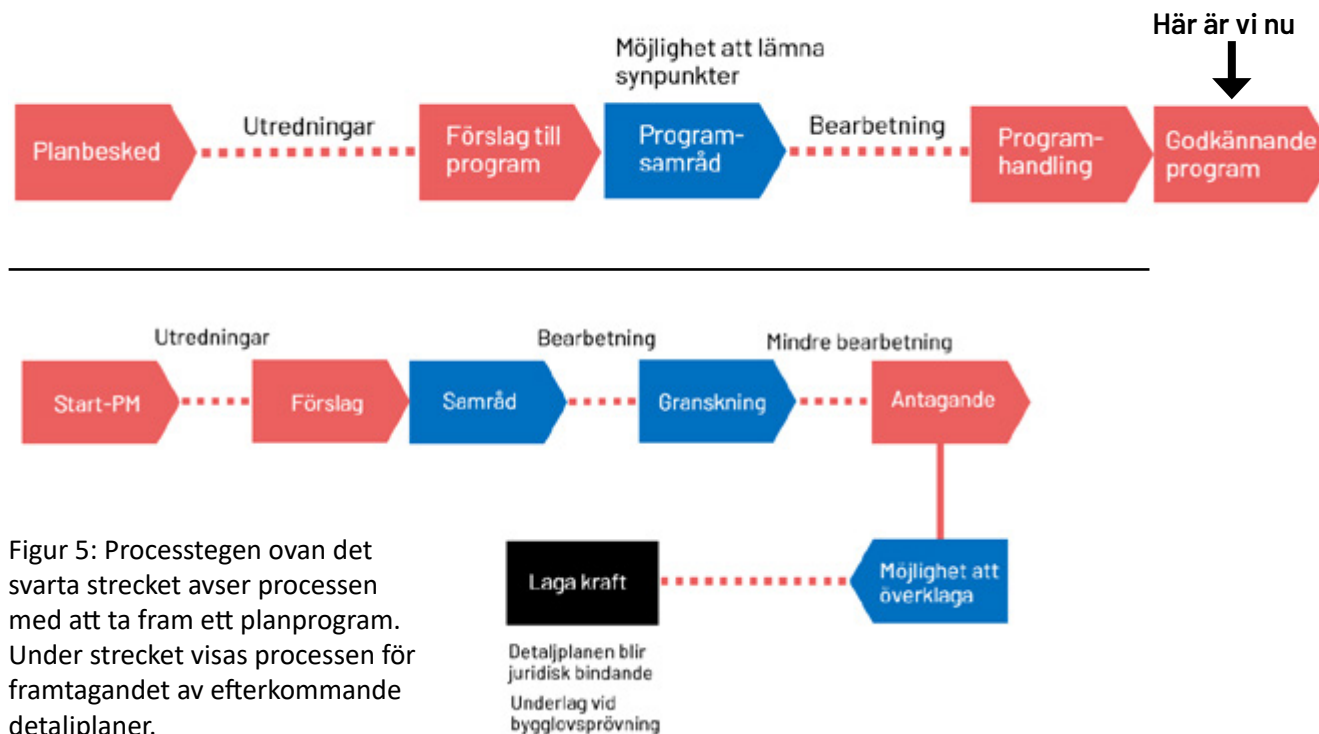 Här är vi nu
Möjlighet att lämna
synpunkter
Planbesked
Utredningar
Förslag till
program
Program-
samråd
Bearbetning
Program-
handling
Godkännande
program
Utredningar
Bearbetning
Mindre bearbetning
Start-PM
Förslag
Samråd
Granskning
Antagande
Figur 5: Processtegen ovan det
svarta strecket avser processen
med att ta fram ett planprogram.
Under strecket visas processen för
framtagandet av efterkommande
detaljplaner.
Möjlighet att
överklaga
Laga kraft
Detaljplanen blir
juridisk bindande
Underlag vid
bygglovsprövning